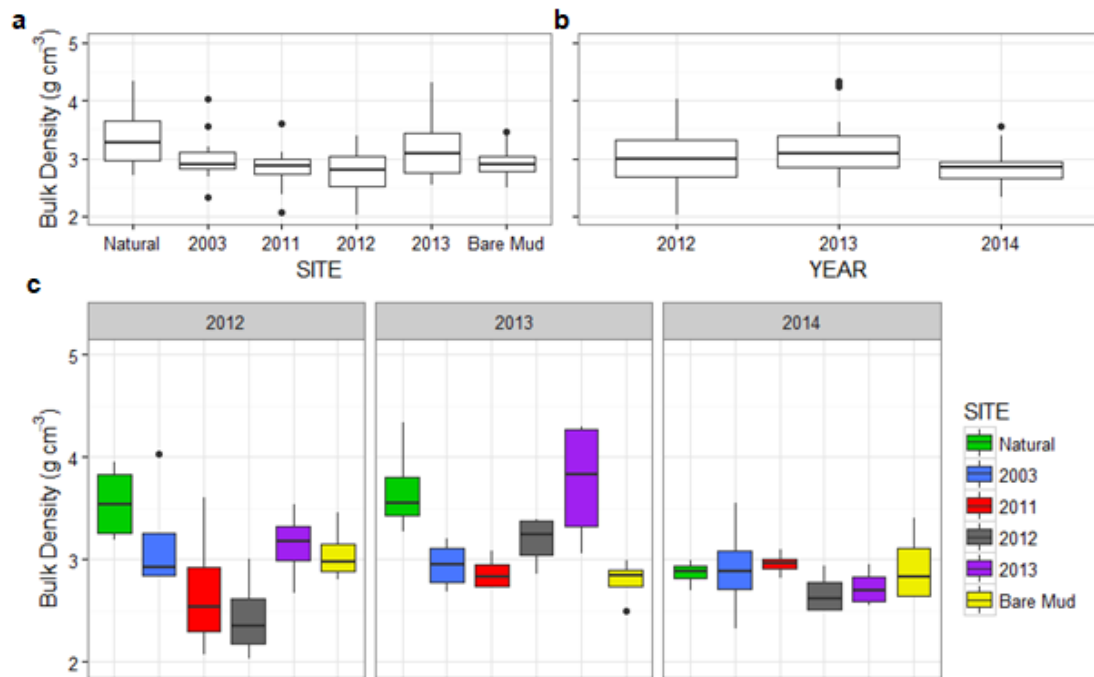 a
b
Bulk Density (g cm⁻³)
5
4
3
2
Natural 2003 2011 2012 2013 Bare Mud
SITE
2012 2013 2014
YEAR
c
2012 2013 2014
Bulk Density (g cm⁻³)
5
4
3
2
SITE
Natural
2003
2011
2012
2013
Bare Mud